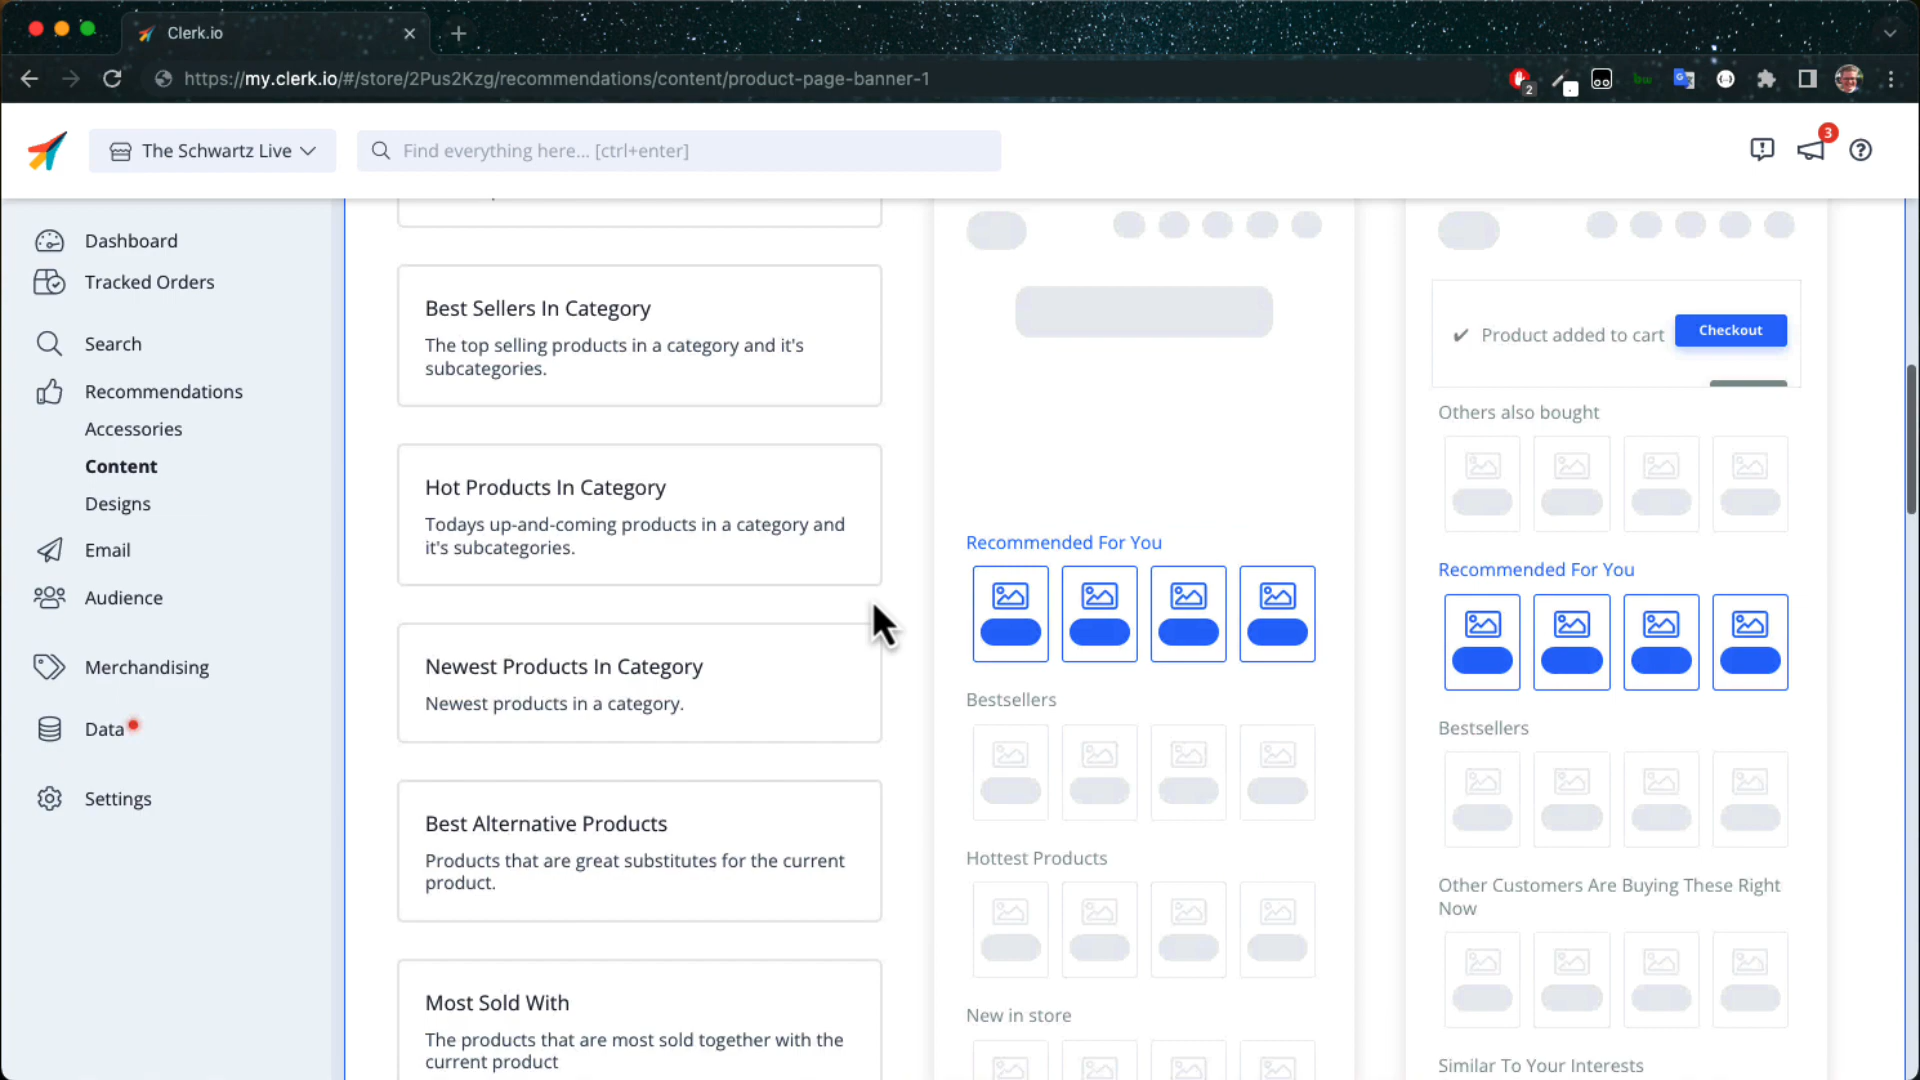 Clerk.io
https://my.clerk.io/#/store/2Pus2Kzg/recommendations/content/product-page-banner-1
2
The Schwartz Live
Find everything here... [ctrl+enter]
3
Dashboard
Tracked Orders
Search
Recommendations
Accessories
Content
Designs
Email
Audience
Merchandising
Data
Settings
Best Sellers In Category
The top selling products in a category and it's
subcategories.
Hot Products In Category
Todays up-and-coming products in a category and
it's subcategories.
Newest Products In Category
Newest products in a category.
Best Alternative Products
Products that are great substitutes for the current
product.
Most Sold With
The products that are most sold together with the
current product
Recommended For You
Bestsellers
Hottest Products
New in store
Product added to cart
Checkout
Others also bought
Recommended For You
Bestsellers
Other Customers Are Buying These Right
Now
Similar To Your Interests